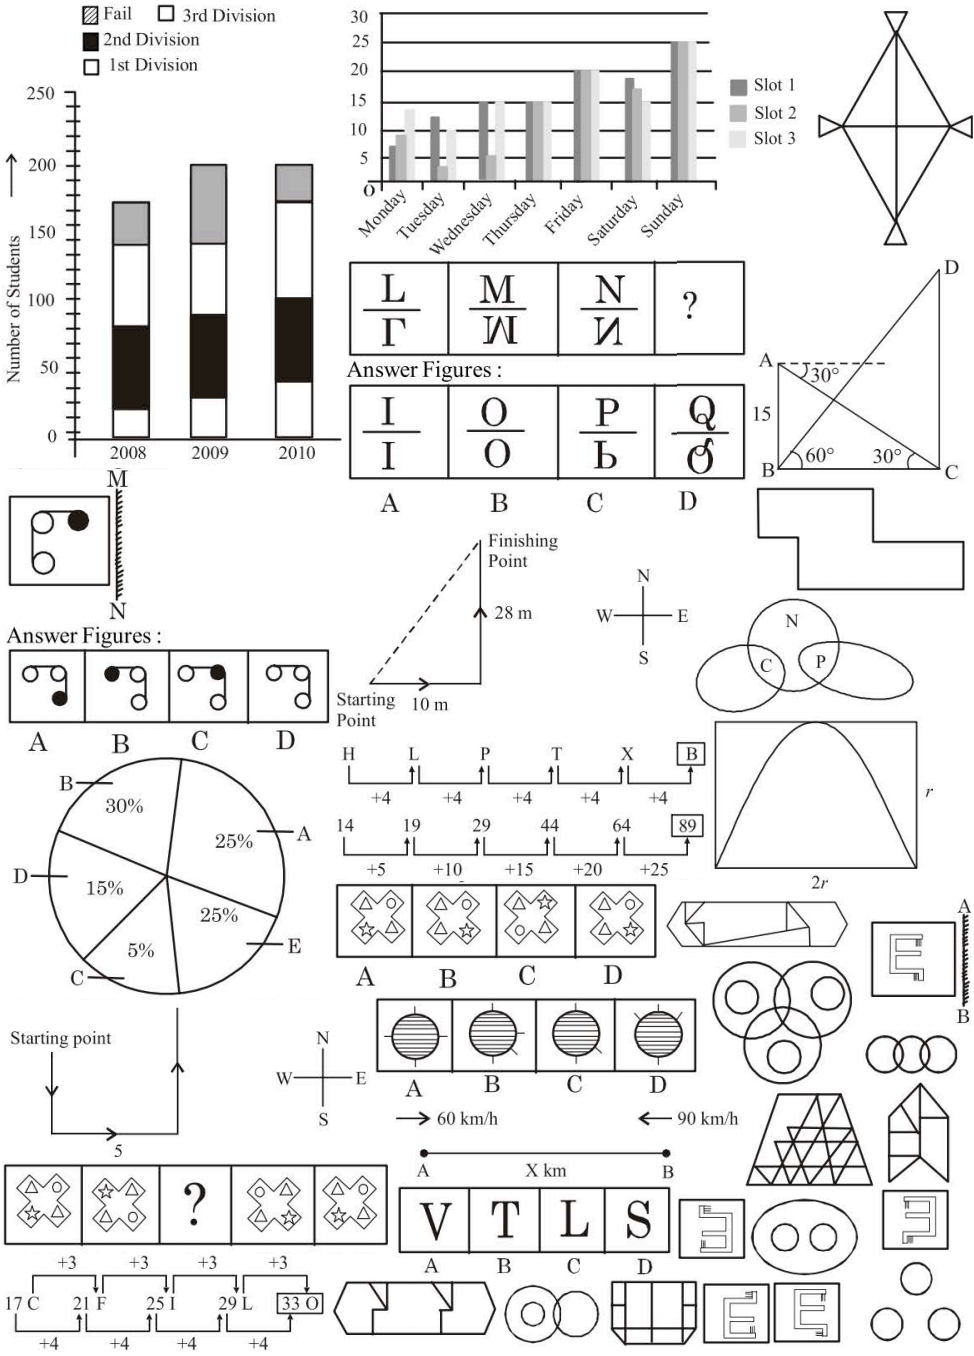 Fail 3rd Division
2nd Division
1st Division
Number of Students
250
200
150
100
50
0
2008 2009 2010
30
25
20
15
10
5
O
Monday Tuesday Wednesday Thursday Friday Saturday Sunday
Slot 1
Slot 2
Slot 3
L M N ?
Answer Figures :
I O P Q
I O
A B C D
D
A
30°
15
60° 30°
B C
M
N
Answer Figures :
A B C D
Finishing
Point
28 m
Starting
Point
10 m
N
W E
S
N
C P
H L P T X B
+4 +4 +4 +4 +4
14 19 29 44 64 89
+5 +10 +15 +20 +25
r
2r
B
30%
25%
A
D
15%
25%
E
5%
C
A B C D
A
B
Starting point
5
N
W E
S
A B C D
60 km/h 90 km/h
A X km B
?
V T L S
A B C D
+3 +3 +3 +3
17 C 21 F 25 I 29 L 33 O
+4 +4 +4 +4